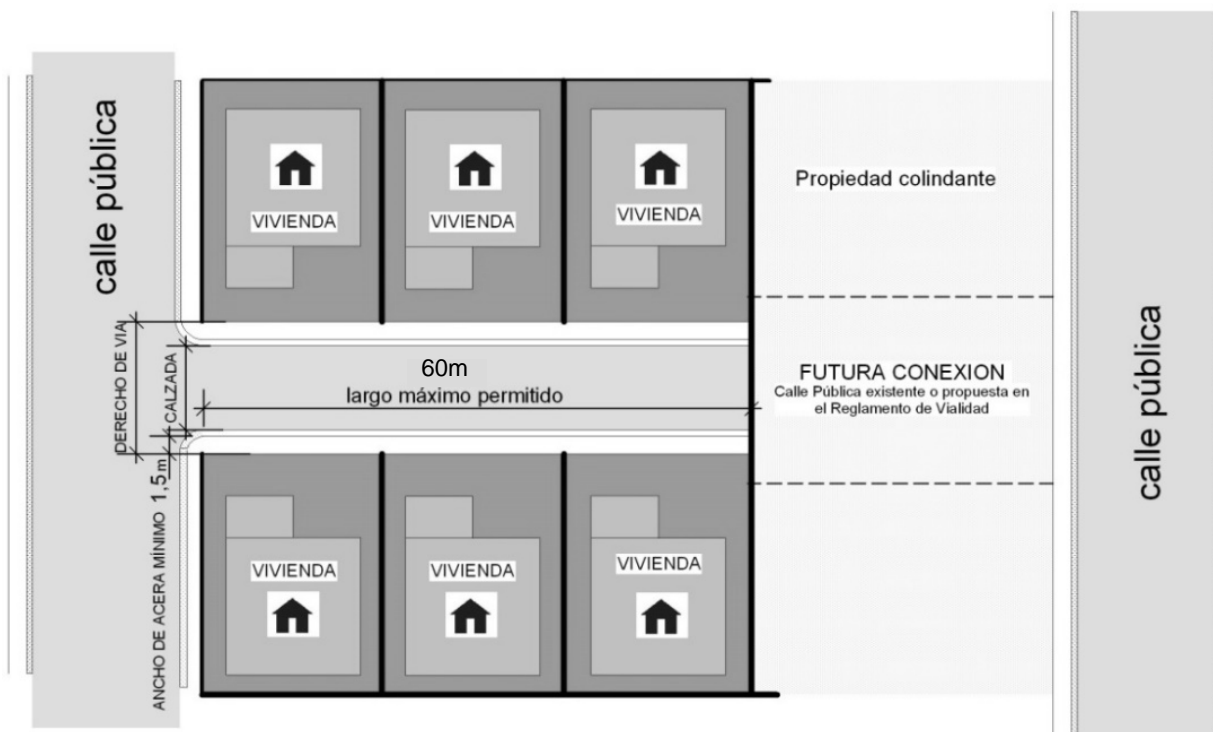 calle pública
VIVIENDA
VIVIENDA
VIVIENDA
Propiedad colindante
calle pública
DERECHO DE VIA
CALZADA
60m
largo máximo permitido
FUTURA CONEXION
Calle Pública existente o propuesta en
el Reglamento de Vialidad
ANCHO DE ACERA MÍNIMO 1,5m
VIVIENDA
VIVIENDA
VIVIENDA